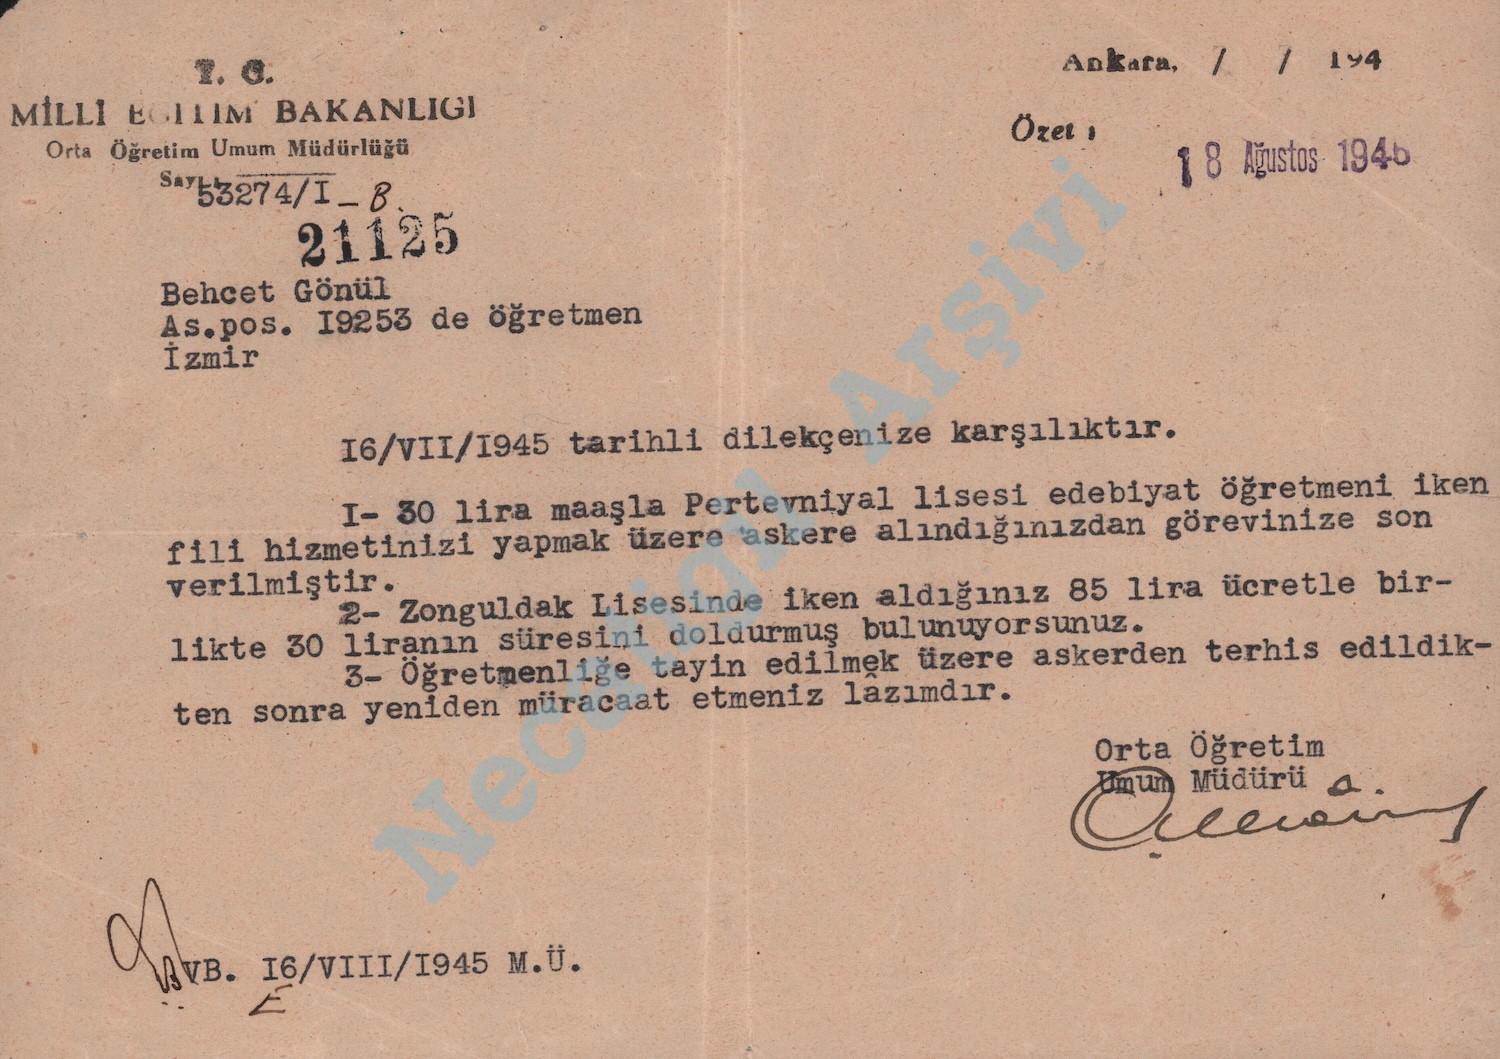 T. C.
MİLLİ EĞİTİM BAKANLIĞI
Orta Öğretim Umum Müdürlüğü
Sayı:
53274/I_B.
21125
Ankara, / / 194
Özet :
18 Ağustos 1945
Behcet Gönül
As.pos. I9253 de öğretmen
İzmir
I6/VII/I945 tarihli dilekçenize karşılıktır.
I- 30 lira maaşla Pertevniyal lisesi edebiyat öğretmeni iken
fili hizmetinizi yapmak üzere askere alındığınızdan görevinize son
verilmiştir.
2- Zonguldak Lisesinde iken aldığınız 85 lira ücretle bir-
likte 30 liranın süresini doldurmuş bulunuyorsunuz.
3- Öğretmenliğe tayin edilmek üzere askerden terhis edildik-
ten sonra yeniden müracaat etmeniz lâzımdır.
Orta Öğretim
Umum Müdürü a.
VB. I6/VIII/I945 M.Ü.
E
Necatigil Arşivi